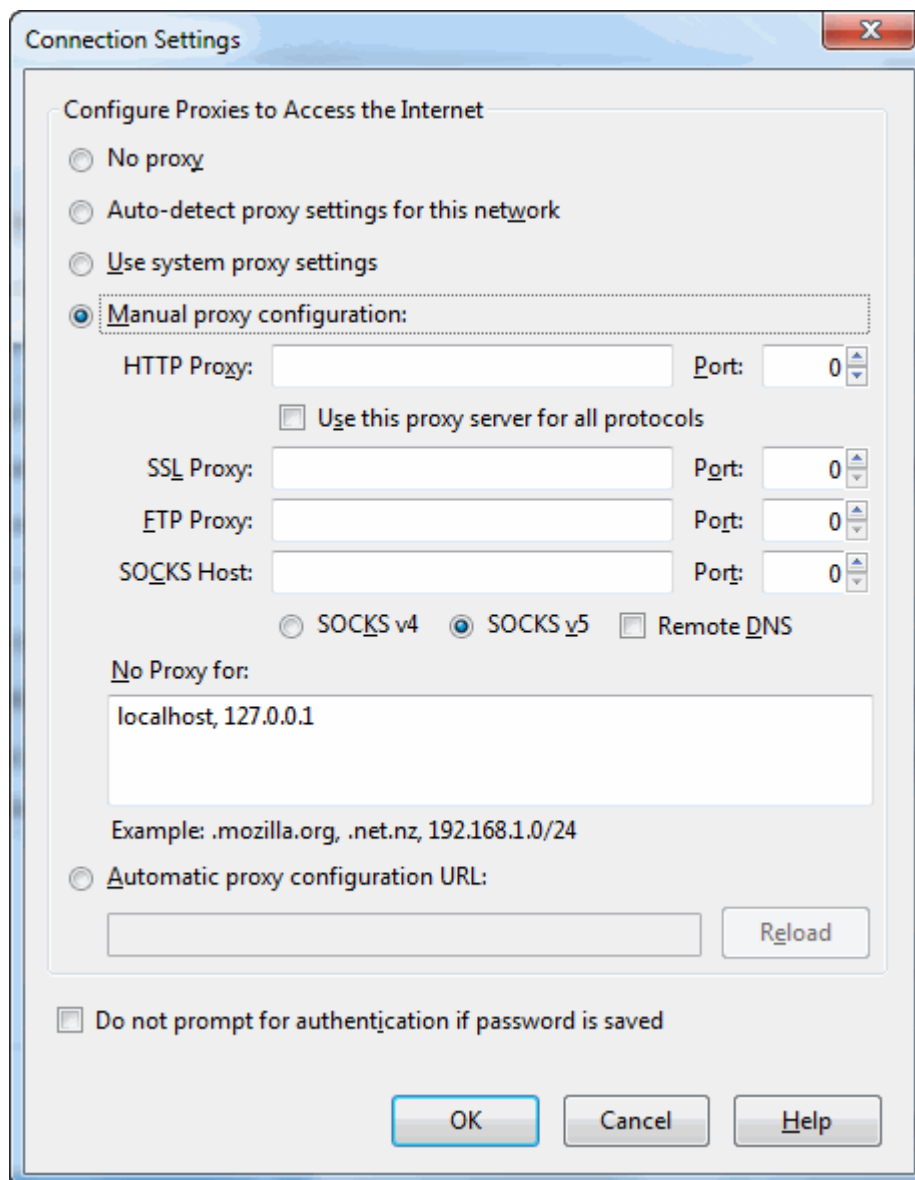 Connection Settings
Configure Proxies to Access the Internet
No proxy
Auto-detect proxy settings for this network
Use system proxy settings
Manual proxy configuration:
HTTP Proxy: Port: 0
Use this proxy server for all protocols
SSL Proxy: Port: 0
FTP Proxy: Port: 0
SOCKS Host: Port: 0
SOCKS v4 SOCKS v5 Remote DNS
No Proxy for:
localhost, 127.0.0.1
Example: .mozilla.org, .net.nz, 192.168.1.0/24
Automatic proxy configuration URL:
Reload
Do not prompt for authentication if password is saved
OK Cancel Help